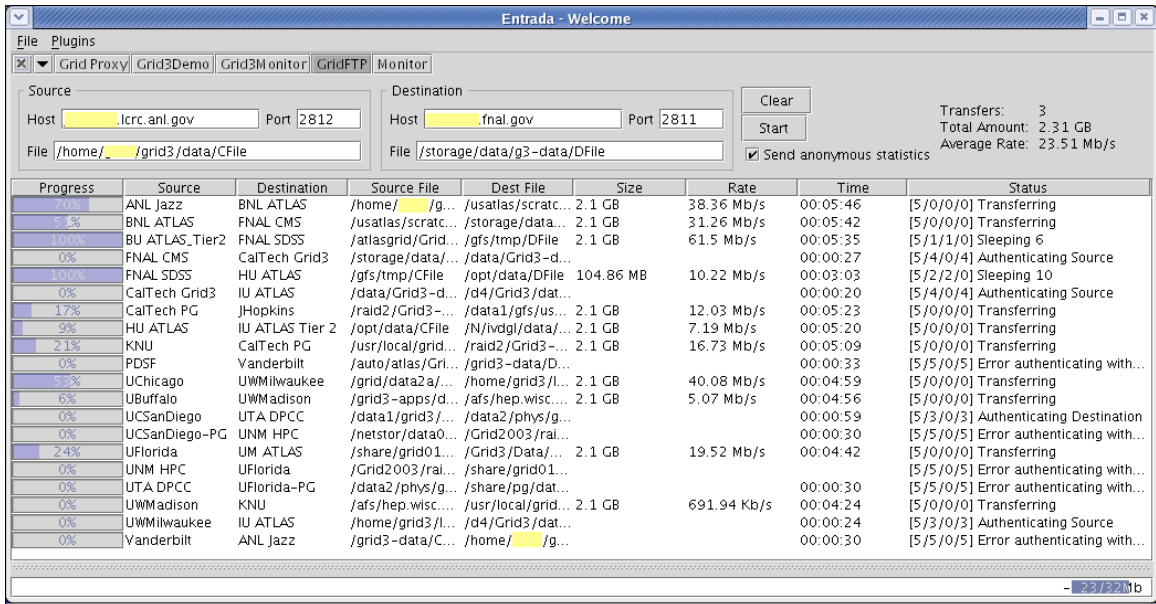 Entrada - Welcome
File Plugins
Grid Proxy Grid3Demo Grid3Monitor GridFTP Monitor
Source Destination
Host .lcrc.anl.gov Port 2812 Host .fnal.gov Port 2811 Clear
File /home/ /grid3/data/CFile File /storage/data/g3-data/DFile Start
Send anonymous statistics
Transfers: 3
Total Amount: 2.31 GB
Average Rate: 23.51 Mb/s
Progress Source Destination Source File Dest File Size Rate Time Status
70% ANL Jazz BNL ATLAS /home/ /g... /usatlas/scratc... 2.1 GB 38.36 Mb/s 00:05:46 [5/0/0/0] Transferring
51% BNL ATLAS FNAL CMS /usatlas/scratc... /storage/data... 2.1 GB 31.26 Mb/s 00:05:42 [5/0/0/0] Transferring
100% BU ATLAS_Tier2 FNAL SDSS /atlasgrid/Grid... /gfs/tmp/DFile 2.1 GB 61.5 Mb/s 00:05:35 [5/1/1/0] Sleeping 6
0% FNAL CMS CalTech Grid3 /storage/data/... /data/Grid3-d... 00:00:27 [5/4/0/4] Authenticating Source
100% FNAL SDSS HU ATLAS /gfs/tmp/CFile /opt/data/DFile 104.86 MB 10.22 Mb/s 00:03:03 [5/2/2/0] Sleeping 10
0% CalTech Grid3 IU ATLAS /data/Grid3-d... /d4/Grid3/dat... 00:00:20 [5/4/0/4] Authenticating Source
17% CalTech PG JHopkins /raid2/Grid3-... /data1/gfs/us... 2.1 GB 12.03 Mb/s 00:05:23 [5/0/0/0] Transferring
9% HU ATLAS IU ATLAS Tier 2 /opt/data/CFile /N/ivdgl/data/... 2.1 GB 7.19 Mb/s 00:05:20 [5/0/0/0] Transferring
21% KNU CalTech PG /usr/local/grid... /raid2/Grid3-... 2.1 GB 16.73 Mb/s 00:05:09 [5/0/0/0] Transferring
0% PDSF Vanderbilt /auto/atlas/Gri... /grid3-data/D... 00:00:33 [5/5/0/5] Error authenticating with...
53% UChicago UWMilwaukee /grid/data2a/... /home/grid3/I... 2.1 GB 40.08 Mb/s 00:04:59 [5/0/0/0] Transferring
6% UBuffalo UWMadison /grid3-apps/d... /afs/hep.wisc.... 2.1 GB 5.07 Mb/s 00:04:56 [5/0/0/0] Transferring
0% UCSanDiego UTA DPCC /data1/grid3/... /data2/phys/g... 00:00:59 [5/3/0/3] Authenticating Destination
0% UCSanDiego-PG UNM HPC /netstor/data0... /Grid2003/rai... 00:00:30 [5/5/0/5] Error authenticating with...
24% UFlorida UM ATLAS /share/grid01... /Grid3/Data/... 2.1 GB 19.52 Mb/s 00:04:42 [5/0/0/0] Transferring
0% UNM HPC UFlorida /Grid2003/rai... /share/grid01... [5/5/0/5] Error authenticating with...
0% UTA DPCC UFlorida-PG /data2/phys/g... /share/pg/dat... 00:00:30 [5/5/0/5] Error authenticating with...
0% UWMadison KNU /afs/hep.wisc.... /usr/local/grid... 2.1 GB 691.94 Kb/s 00:04:24 [5/0/0/0] Transferring
0% UWMilwaukee IU ATLAS /home/grid3/I... /d4/Grid3/dat... 00:00:24 [5/3/0/3] Authenticating Source
0% Vanderbilt ANL Jazz /grid3-data/C... /home/ /g... 00:00:30 [5/5/0/5] Error authenticating with...
- 23/32Mb